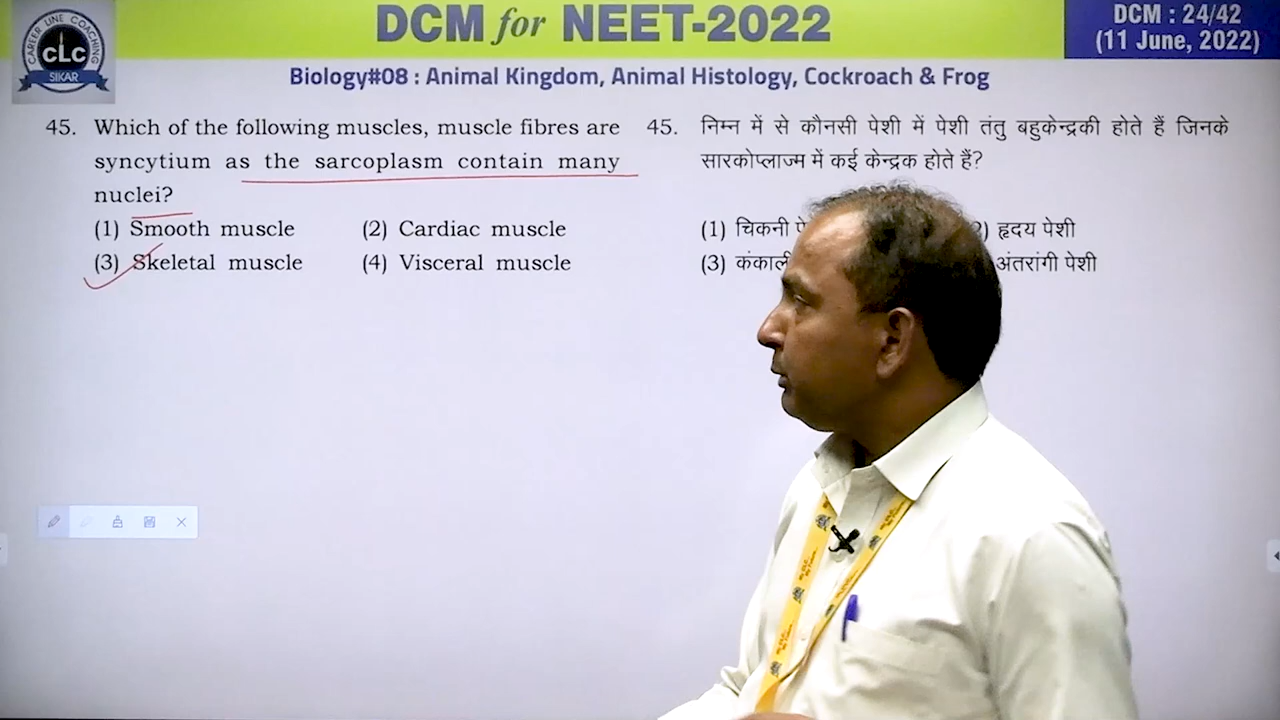 DCM for NEET-2022
DCM : 24/42
(11 June, 2022)
CAREER LINE COACHING
CLC
SIKAR
Biology#08 : Animal Kingdom, Animal Histology, Cockroach & Frog
45. Which of the following muscles, muscle fibres are
syncytium as the sarcoplasm contain many
nuclei?
(1) Smooth muscle (2) Cardiac muscle
(3) Skeletal muscle (4) Visceral muscle
45. निम्न में से कौनसी पेशी में पेशी तंतु बहुकेन्द्रकी होते हैं जिनके
सारकोप्लाज्म में कई केन्द्रक होते हैं?
(1) चिकनी हृदय पेशी
(3) अंतरांगी पेशी